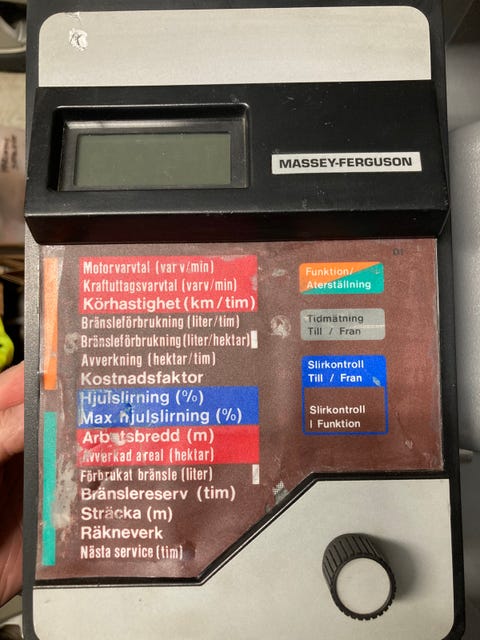 MASSEY-FERGUSON
Motorvarvtal (varv/min)
Kraftuttagsvarvtal (varv/min)
Körhastighet (km/tim)
Bränsleförbrukning (liter/tim)
Bränsleförbrukning (liter/hektar)
Avverkning (hektar/tim)
Kostnadsfaktor
Hjulslirning (%)
Max hjulslirning (%)
Arbetsbredd (m)
Avverkad areal (hektar)
Förbrukat bränsle (liter)
Bränslereserv (tim)
Sträcka (m)
Räkneverk
Nästa service (tim)
Funktion/
Återställning
Tidmätning
Till / Från
Slirkontroll
Till / Från
Slirkontroll
I Funktion